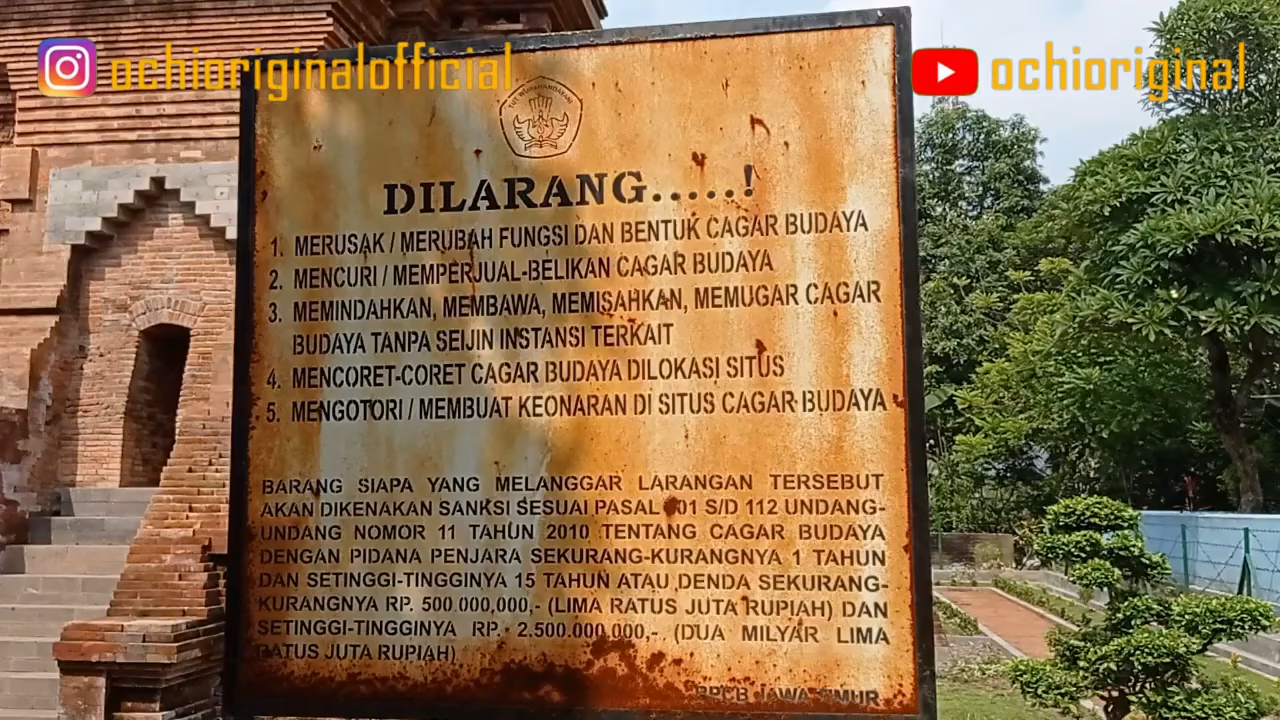 ochioriginalofficial
ochioriginal
TUT WURI HANDAYANI
DILARANG.....!
1. MERUSAK / MERUBAH FUNGSI DAN BENTUK CAGAR BUDAYA
2. MENCURI / MEMPERJUAL-BELIKAN CAGAR BUDAYA
3. MEMINDAHKAN, MEMBAWA, MEMISAHKAN, MEMUGAR CAGAR
BUDAYA TANPA SEIJIN INSTANSI TERKAIT
4. MENCORET-CORET CAGAR BUDAYA DILOKASI SITUS
5. MENGOTORI / MEMBUAT KEONARAN DI SITUS CAGAR BUDAYA
BARANG SIAPA YANG MELANGGAR LARANGAN TERSEBUT
AKAN DIKENAKAN SANKSI SESUAI PASAL 101 S/D 112 UNDANG-
UNDANG NOMOR 11 TAHUN 2010 TENTANG CAGAR BUDAYA
DENGAN PIDANA PENJARA SEKURANG-KURANGNYA 1 TAHUN
DAN SETINGGI-TINGGINYA 15 TAHUN ATAU DENDA SEKURANG-
KURANGNYA RP. 500.000,000,- (LIMA RATUS JUTA RUPIAH) DAN
SETINGGI-TINGGINYA RP. 2.500.000.000,- (DUA MILYAR LIMA
RATUS JUTA RUPIAH)
BPCB JAWA TIMUR